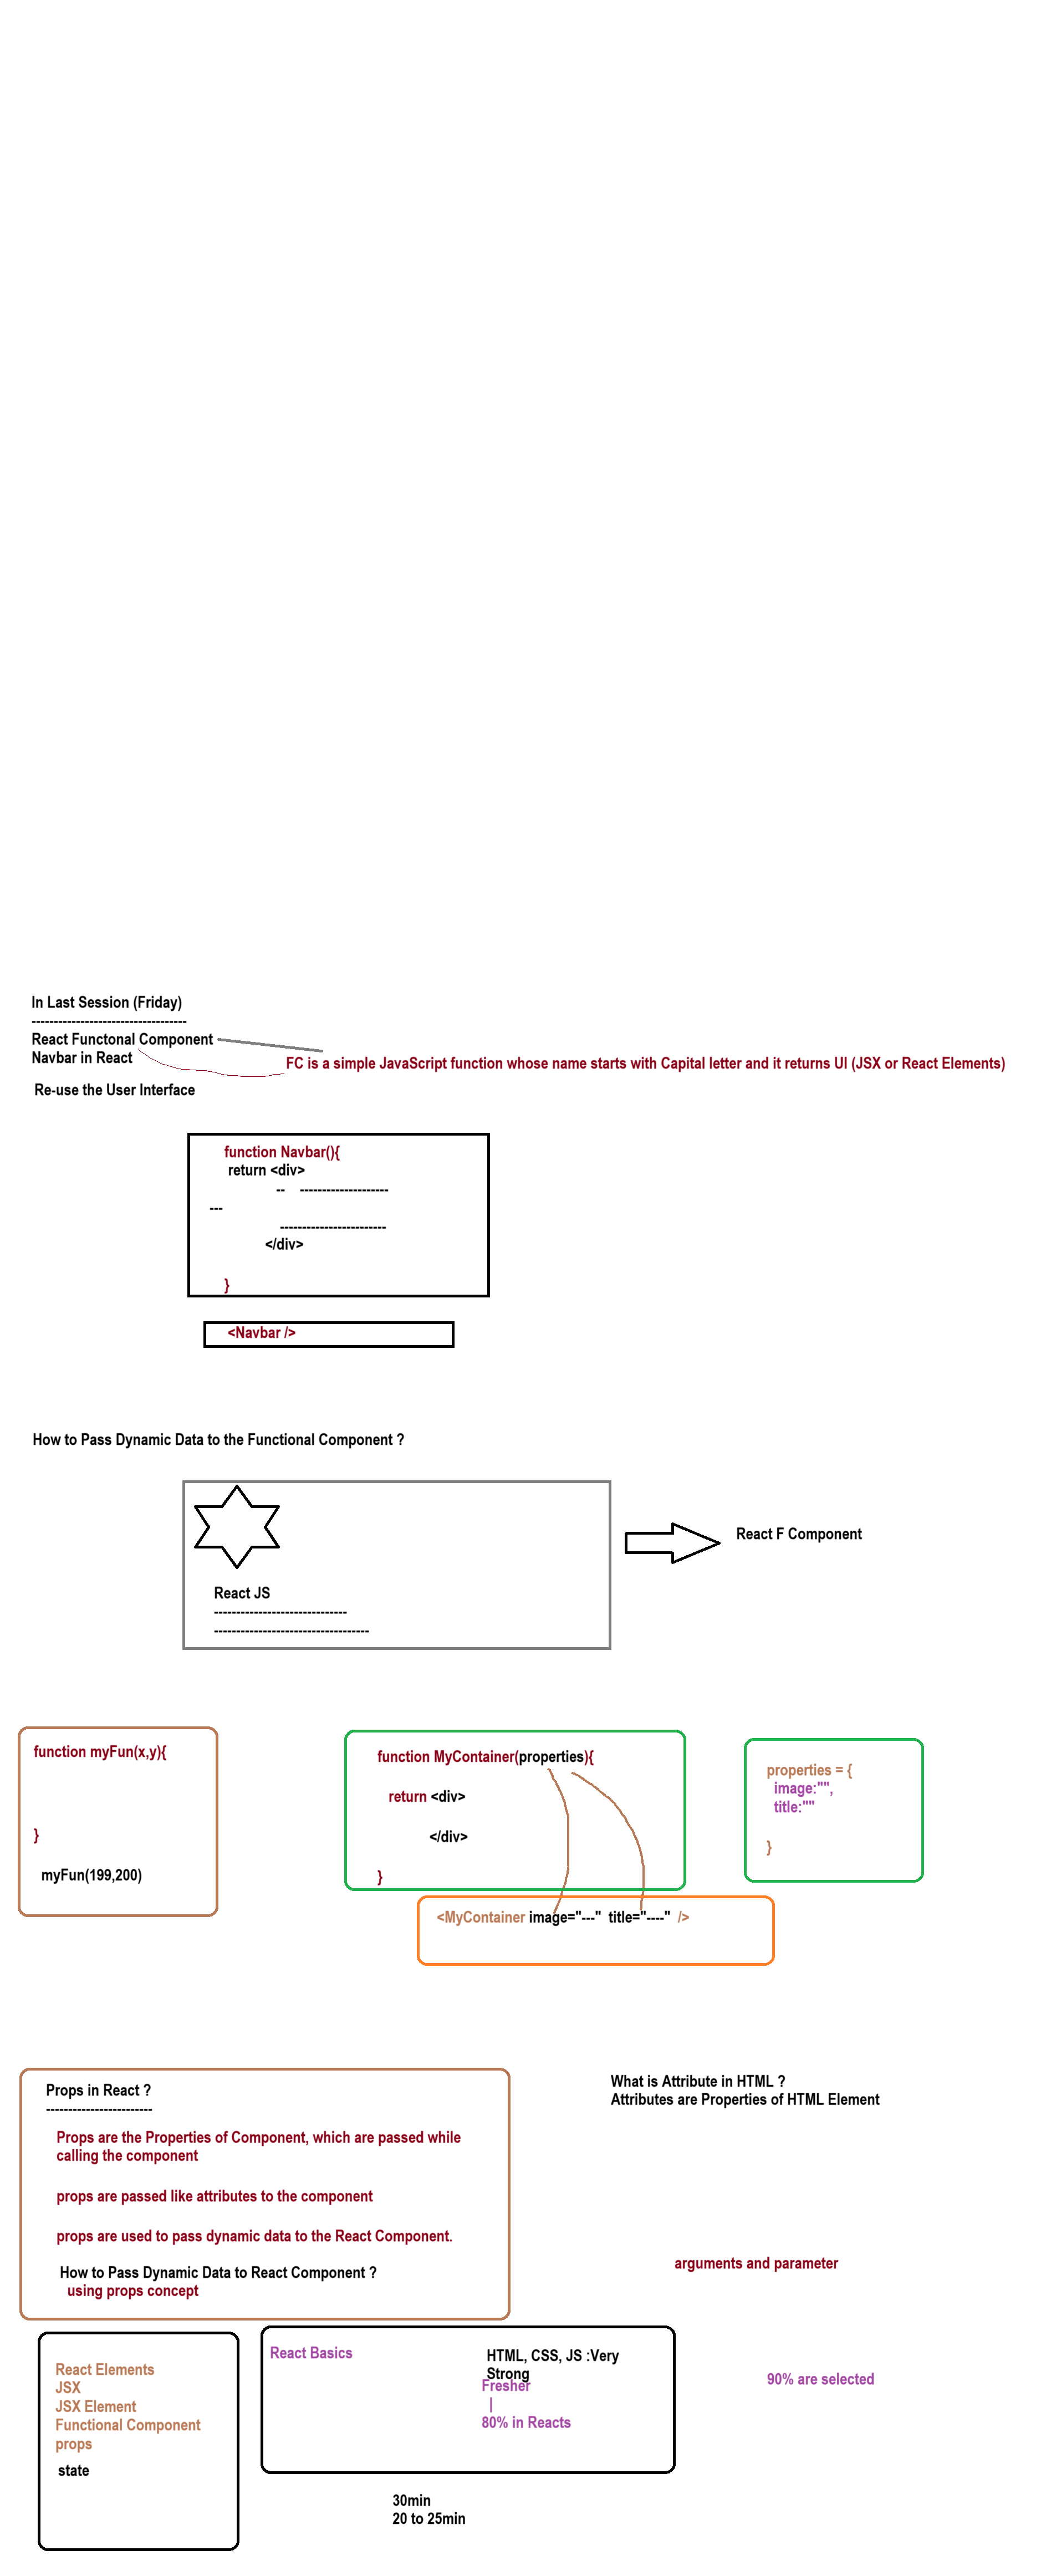 In Last Session (Friday)
-----------------------------------
React Functonal Component
Navbar in React
FC is a simple JavaScript function whose name starts with Capital letter and it returns UI (JSX or React Elements)
Re-use the User Interface
function Navbar(){
return <div>
-- --------------------
---
------------------------
</div>
}
<Navbar />
How to Pass Dynamic Data to the Functional Component ?
React F Component
React JS
------------------------------
-----------------------------------
function myFun(x,y){
}
myFun(199,200)
function MyContainer(properties){
return <div>
</div>
}
<MyContainer image="---" title="----" />
properties = {
image:"",
title:""
}
Props in React ?
------------------------
Props are the Properties of Component, which are passed while
calling the component
props are passed like attributes to the component
props are used to pass dynamic data to the React Component.
How to Pass Dynamic Data to React Component ?
using props concept
What is Attribute in HTML ?
Attributes are Properties of HTML Element
arguments and parameter
React Elements
JSX
JSX Element
Functional Component
props
state
React Basics
HTML, CSS, JS :Very
Strong
Fresher
|
80% in Reacts
90% are selected
30min
20 to 25min